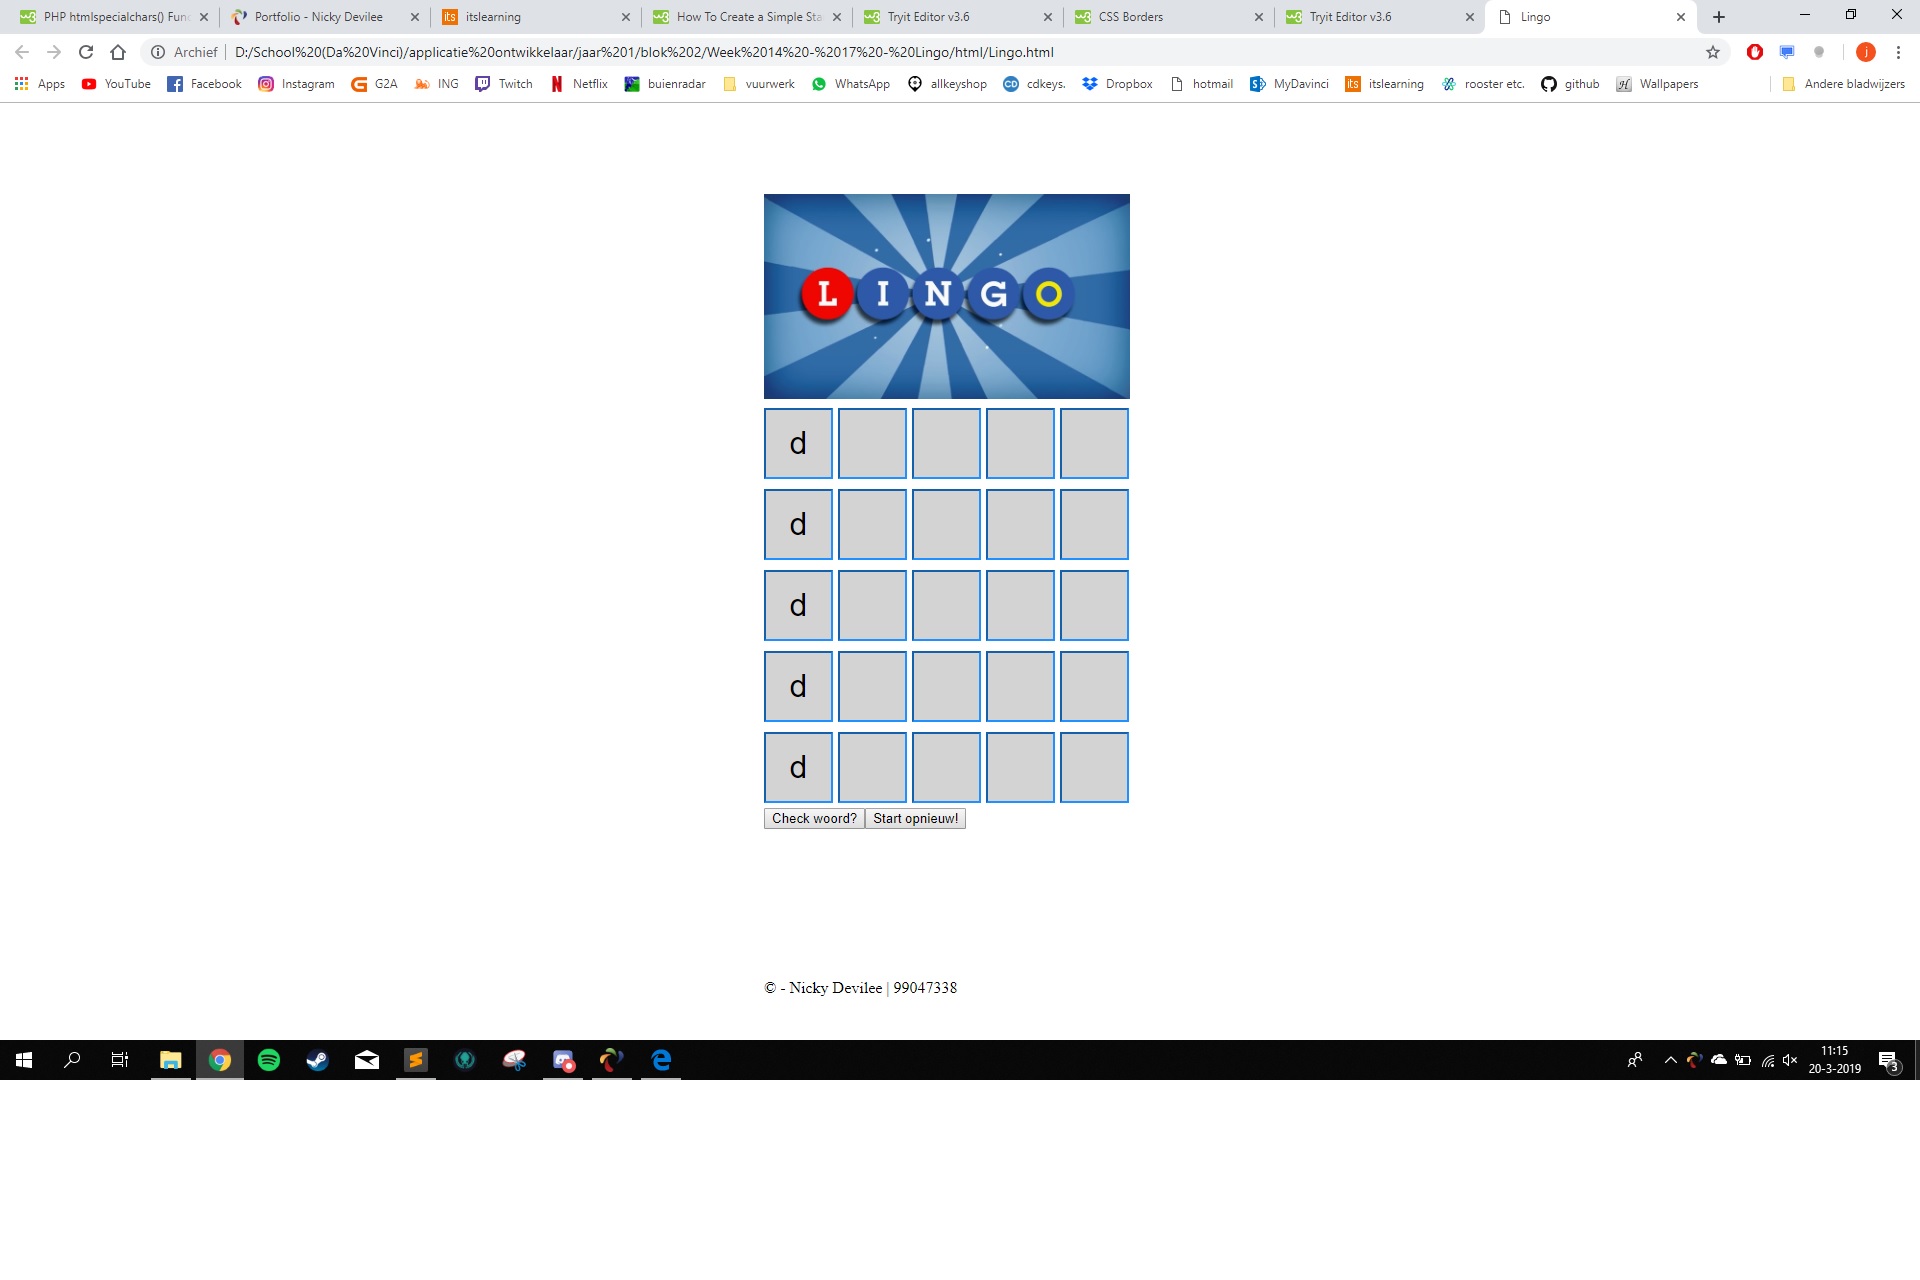 PHP htmlspecialchars() Func
Portfolio - Nicky Devilee
its itslearning
How To Create a Simple Sta
Tryit Editor v3.6
CSS Borders
Tryit Editor v3.6
Lingo
Archief D:/School%20(Da%20Vinci)/applicatie%20ontwikkelaar/jaar%201/blok%202/Week%2014%20-%2017%20-%20Lingo/html/Lingo.html
j
Apps YouTube Facebook Instagram G2A ING Twitch Netflix buienradar vuurwerk WhatsApp allkeyshop CD cdkeys. Dropbox hotmail MyDavinci its itslearning rooster etc. github Wallpapers Andere bladwijzers
LINGO
d
d
d
d
d
Check woord? Start opnieuw!
© - Nicky Devilee | 99047338
11:15
20-3-2019
3